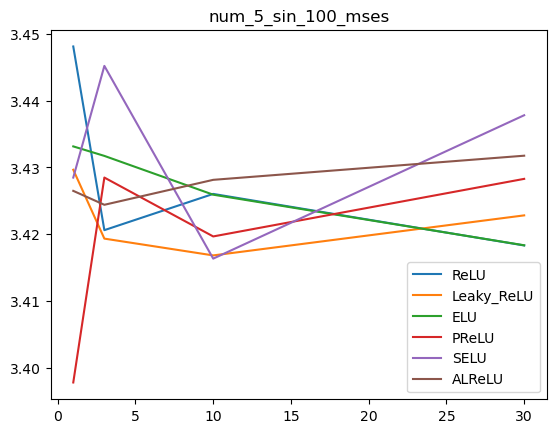 num_5_sin_100_mses
3.45
3.44
3.43
3.42
3.41
3.40
0 5 10 15 20 25 30
ReLU
Leaky_ReLU
ELU
PReLU
SELU
ALReLU